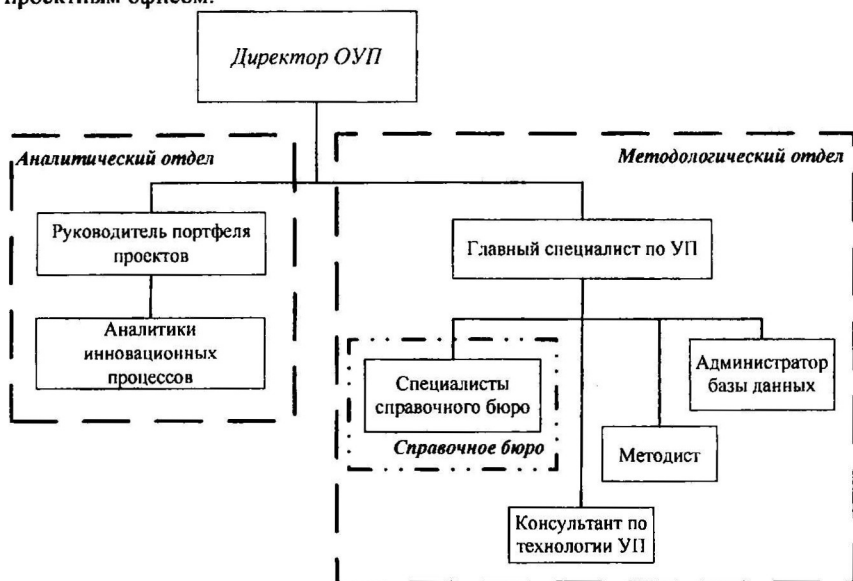 проектным офисом.
Директор ОУП
Аналитический отдел
Методологический отдел
Руководитель портфеля
проектов
Главный специалист по УП
Аналитики
инновационных
процессов
Специалисты
справочного бюро
Справочное бюро
Администратор
базы данных
Методист
Консультант по
технологии УП